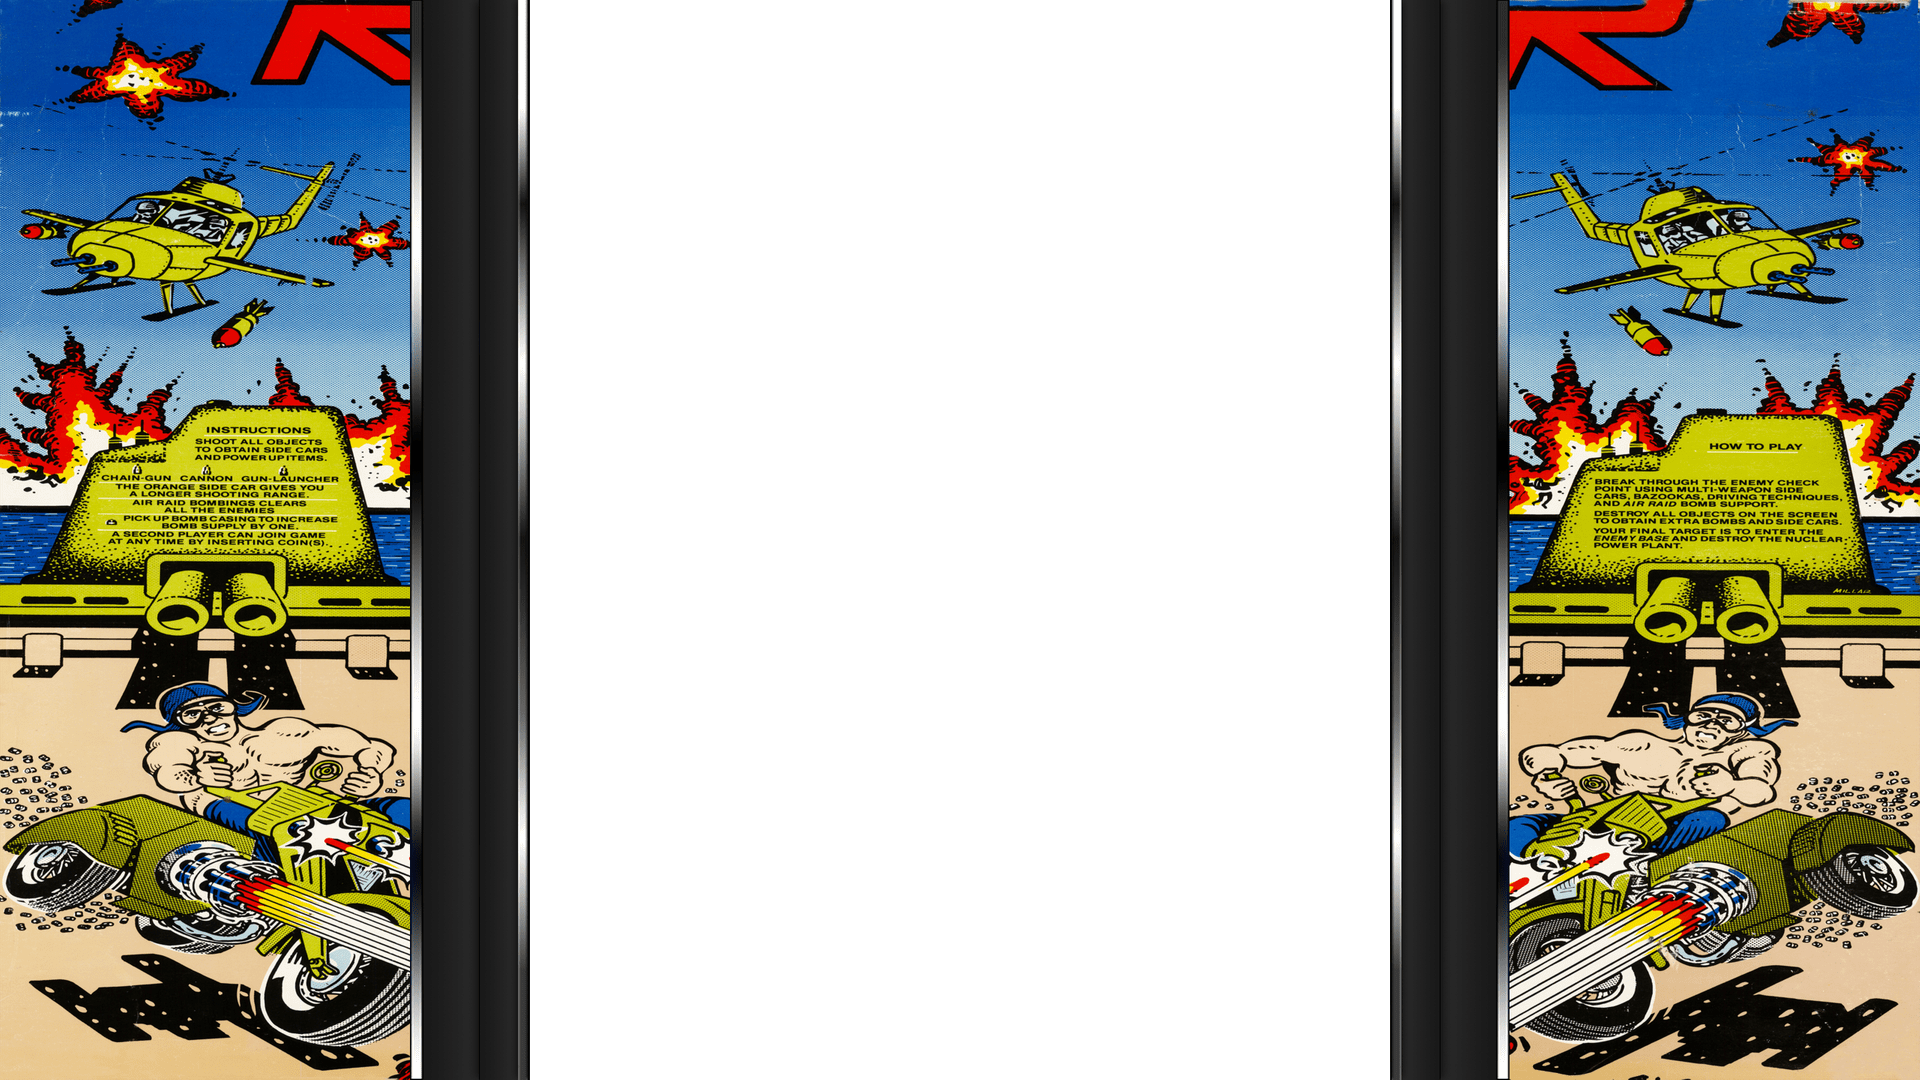 R
R
INSTRUCTIONS
SHOOT ALL OBJECTS
TO OBTAIN SIDE CARS
AND POWER UP ITEMS.
CHAIN-GUN CANNON GUN-LAUNCHER
THE ORANGE SIDE CAR GIVES YOU
A LONGER SHOOTING RANGE.
AIR RAID BOMBINGS CLEARS
ALL THE ENEMIES
PICK UP BOMB CASING TO INCREASE
BOMB SUPPLY BY ONE.
A SECOND PLAYER CAN JOIN GAME
AT ANY TIME BY INSERTING COIN(S).
HOW TO PLAY
BREAK THROUGH THE ENEMY CHECK
POINT USING MULTI-WEAPON SIDE
CARS, BAZOOKAS, DRIVING TECHNIQUES,
AND AIR RAID BOMB SUPPORT.
DESTROY ALL OBJECTS ON THE SCREEN
TO OBTAIN EXTRA BOMBS AND SIDE CARS.
YOUR FINAL TARGET IS TO ENTER THE
ENEMY BASE AND DESTROY THE NUCLEAR
POWER PLANT.